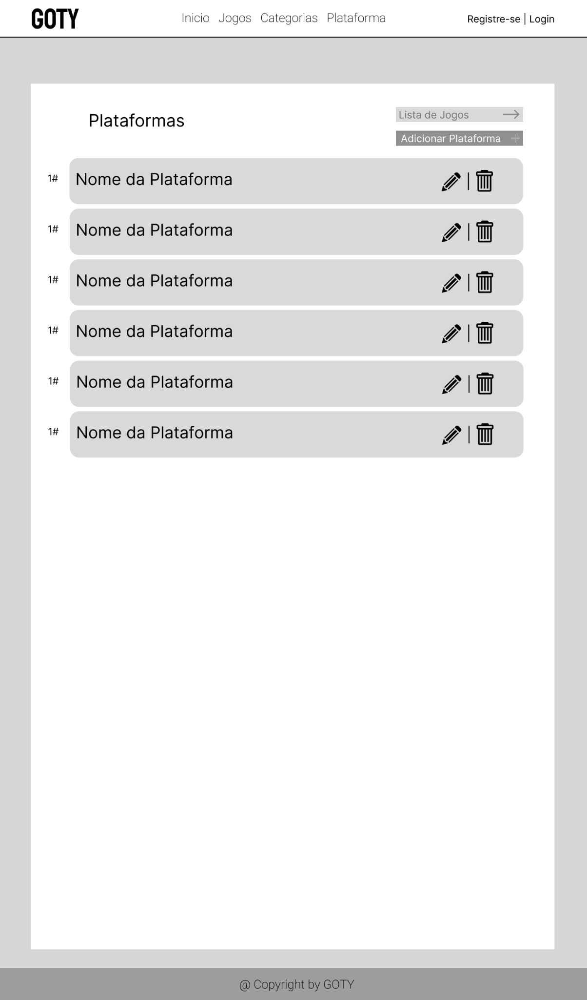 GOTY
Inicio Jogos Categorias Plataforma
Registre-se | Login
Plataformas
Lista de Jogos
Adicionar Plataforma
1# Nome da Plataforma
1# Nome da Plataforma
1# Nome da Plataforma
1# Nome da Plataforma
1# Nome da Plataforma
1# Nome da Plataforma
@ Copyright by GOTY